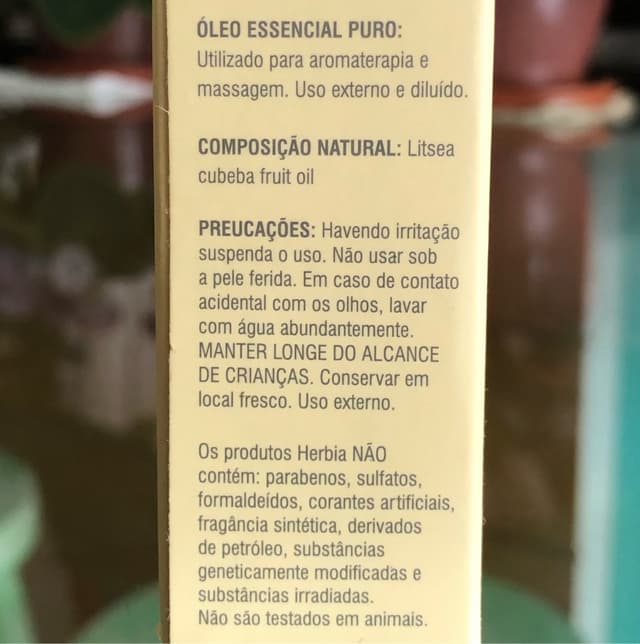 ÓLEO ESSENCIAL PURO:
Utilizado para aromaterapia e
massagem. Uso externo e diluído.
COMPOSIÇÃO NATURAL: Litsea
cubeba fruit oil
PREUCAÇÕES: Havendo irritação
suspenda o uso. Não usar sob
a pele ferida. Em caso de contato
acidental com os olhos, lavar
com água abundantemente.
MANTER LONGE DO ALCANCE
DE CRIANÇAS. Conservar em
local fresco. Uso externo.
Os produtos Herbia NÃO
contém: parabenos, sulfatos,
formaldeídos, corantes artificiais,
fragância sintética, derivados
de petróleo, substâncias
geneticamente modificadas e
substâncias irradiadas.
Não são testados em animais.